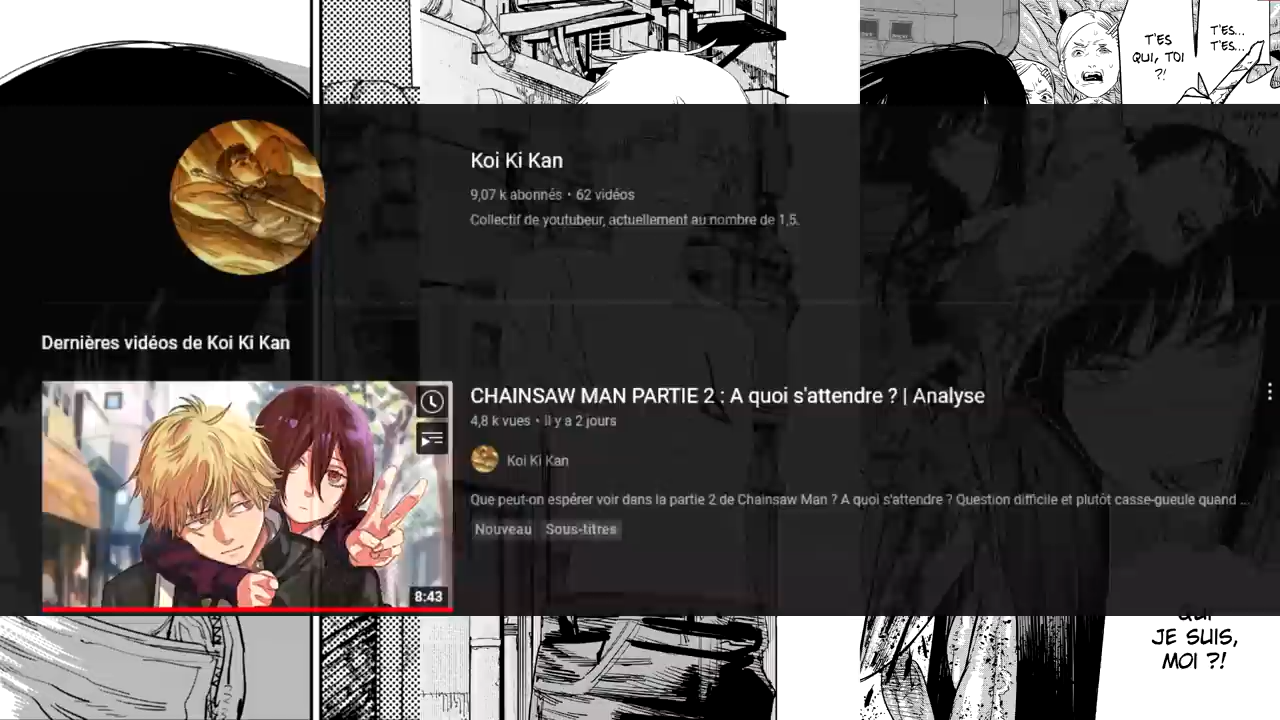 T'ES
QUI, TOI
?!
T'ES...
T'ES...
Koi Ki Kan
9,07 k abonnés • 62 vidéos
Collectif de youtubeur, actuellement au nombre de 1,5.
Dernières vidéos de Koi Ki Kan
CHAINSAW MAN PARTIE 2 : A quoi s'attendre ? | Analyse
4,8 k vues • il y a 2 jours
Koi Ki Kan
Que peut-on espérer voir dans la partie 2 de Chainsaw Man ? A quoi s'attendre ? Question difficile et plutôt casse-gueule quand ...
Nouveau Sous-titres
8:43
QUI
JE SUIS,
MOI ?!